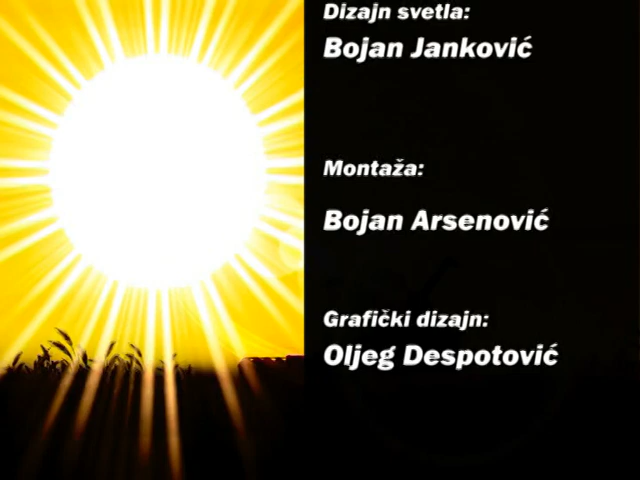 Dizajn svetla:
Bojan Janković
Montaža:
Bojan Arsenović
Grafički dizajn:
Oljeg Despotović